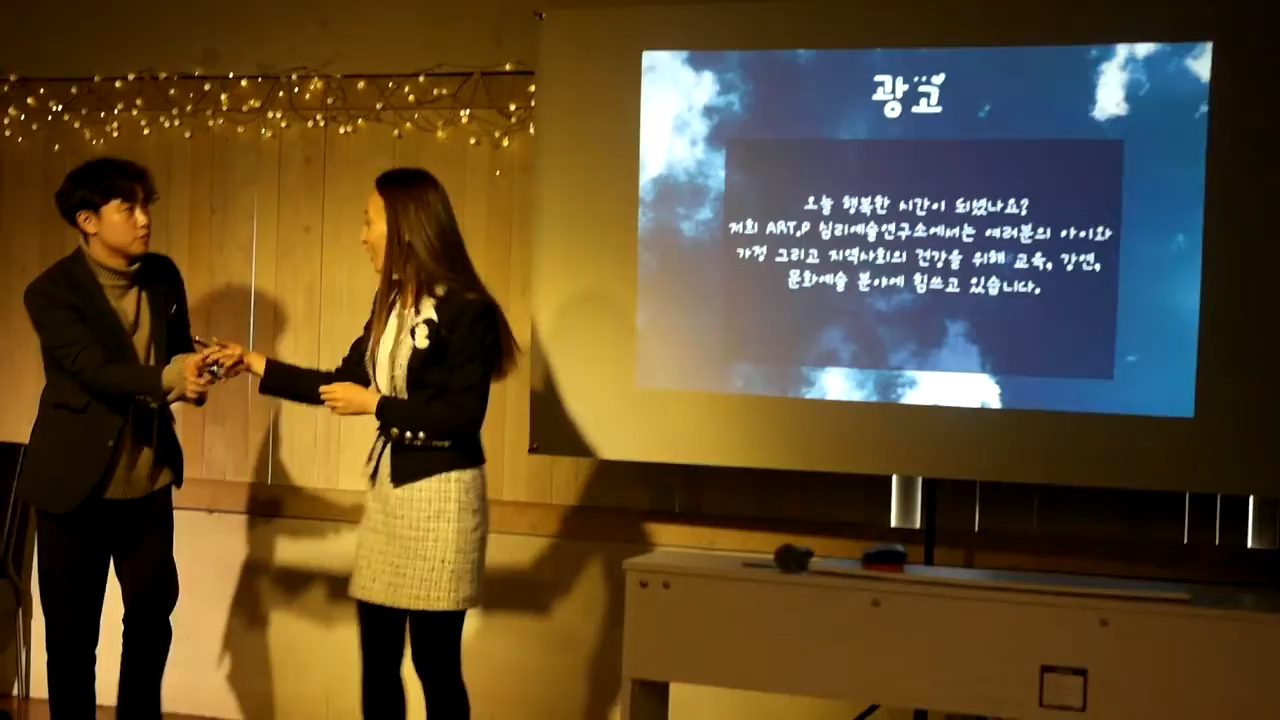 광고
오늘 행복한 시간이 되셨나요?
저희 ART,P 심리예술연구소에서는 여러분의 아이와
가정 그리고 지역사회의 건강을 위해 교육, 강연,
문화예술 분야에 힘쓰고 있습니다.